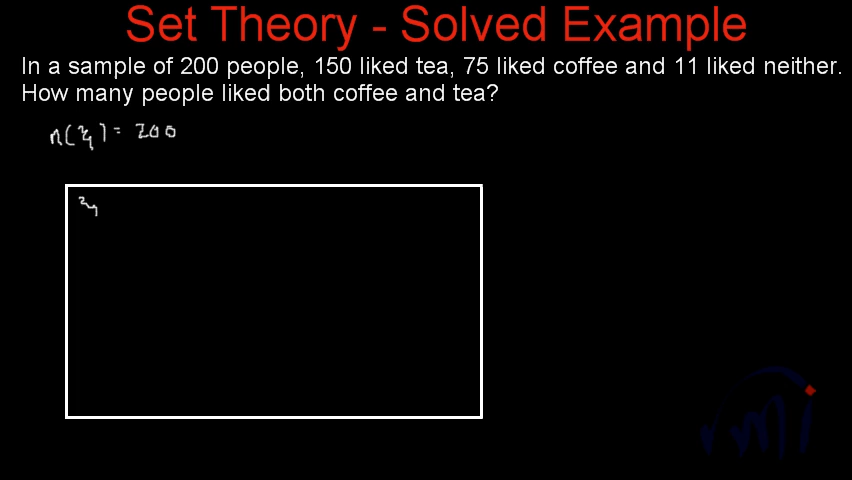 Set Theory - Solved Example
In a sample of 200 people, 150 liked tea, 75 liked coffee and 11 liked neither.
How many people liked both coffee and tea?
n(ξ) = 200
ξ